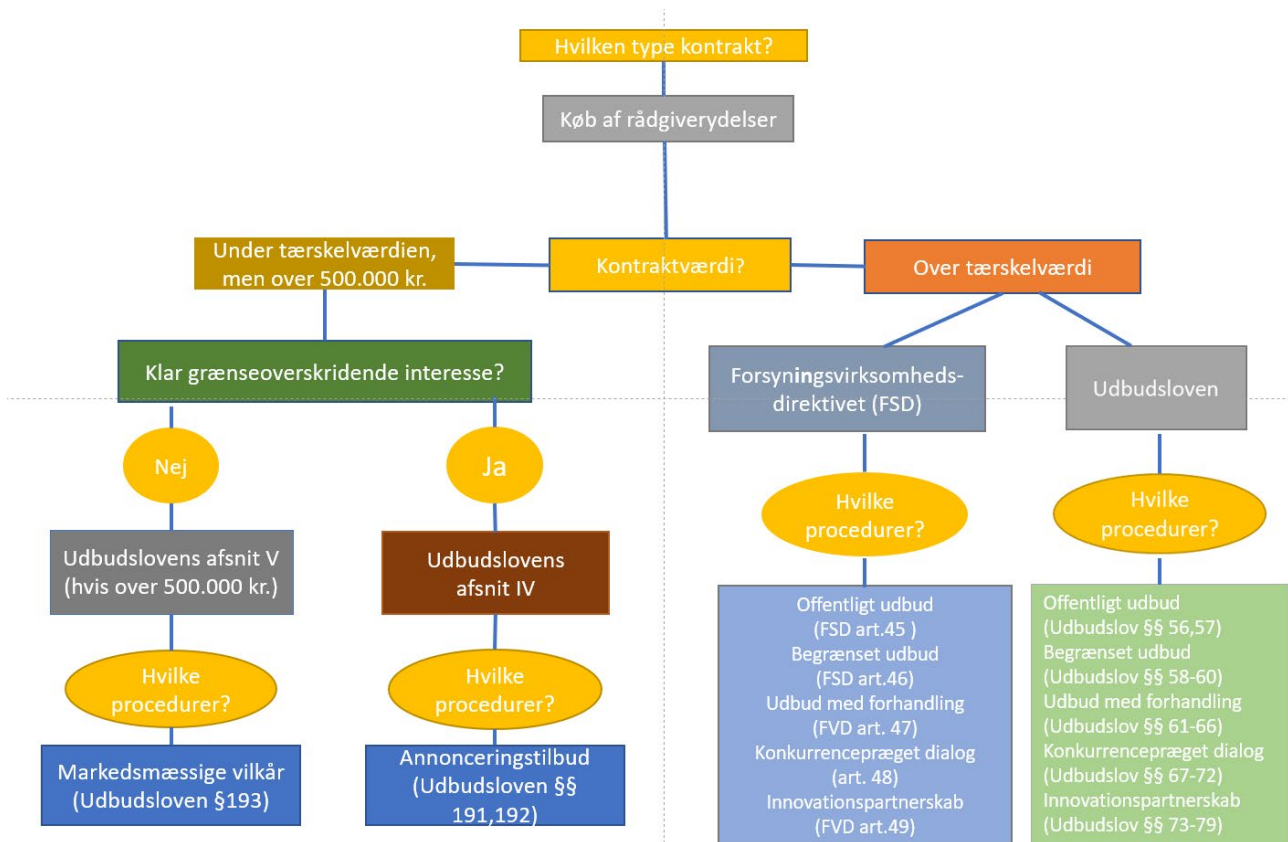 Hvilken type kontrakt?
Køb af rådgiverydelser
Under tærskelværdien,
men over 500.000 kr.
Kontraktværdi?
Over tærskelværdi
Klar grænseoverskridende interesse?
Forsyningsvirksomheds-
direktivet (FSD)
Udbudsloven
Nej
Ja
Hvilke
procedurer?
Hvilke
procedurer?
Udbudslovens afsnit V
(hvis over 500.000 kr.)
Udbudslovens
afsnit IV
Hvilke
procedurer?
Hvilke
procedurer?
Markedsmæssige vilkår
(Udbudsloven §193)
Annonceringstilbud
(Udbudsloven §§
191,192)
Offentligt udbud
(FSD art.45 )
Begrænset udbud
(FSD art.46)
Udbud med forhandling
(FVD art. 47)
Konkurrencepræget dialog
(art. 48)
Innovationspartnerskab
(FVD art.49)
Offentligt udbud
(Udbudslov §§ 56,57)
Begrænset udbud
(Udbudslov §§ 58-60)
Udbud med forhandling
(Udbudslov §§ 61-66)
Konkurrencepræget dialog
(Udbudslov §§ 67-72)
Innovationspartnerskab
(Udbudslov §§ 73-79)